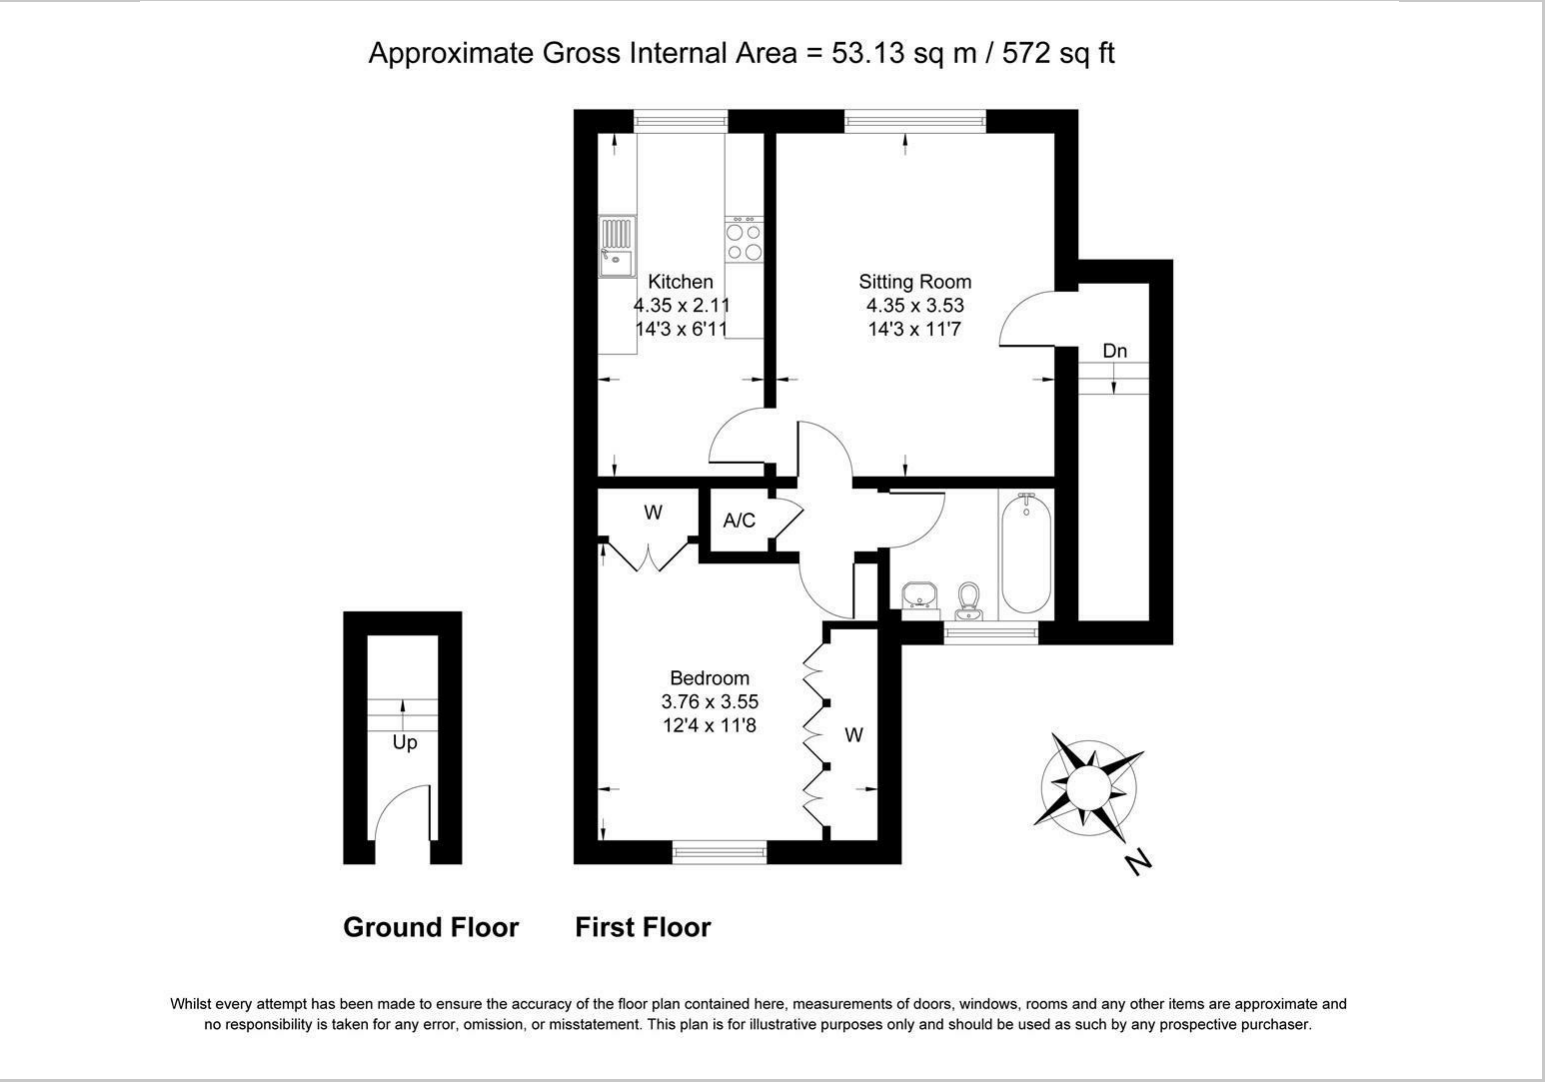 Approximate Gross Internal Area = 53.13 sq m / 572 sq ft
Kitchen
4.35 x 2.11
14'3 x 6'11
Sitting Room
4.35 x 3.53
14'3 x 11'7
Dn
W
A/C
Bedroom
3.76 x 3.55
12'4 x 11'8
W
Up
N
Ground Floor
First Floor
Whilst every attempt has been made to ensure the accuracy of the floor plan contained here, measurements of doors, windows, rooms and any other items are approximate and
no responsibility is taken for any error, omission, or misstatement. This plan is for illustrative purposes only and should be used as such by any prospective purchaser.